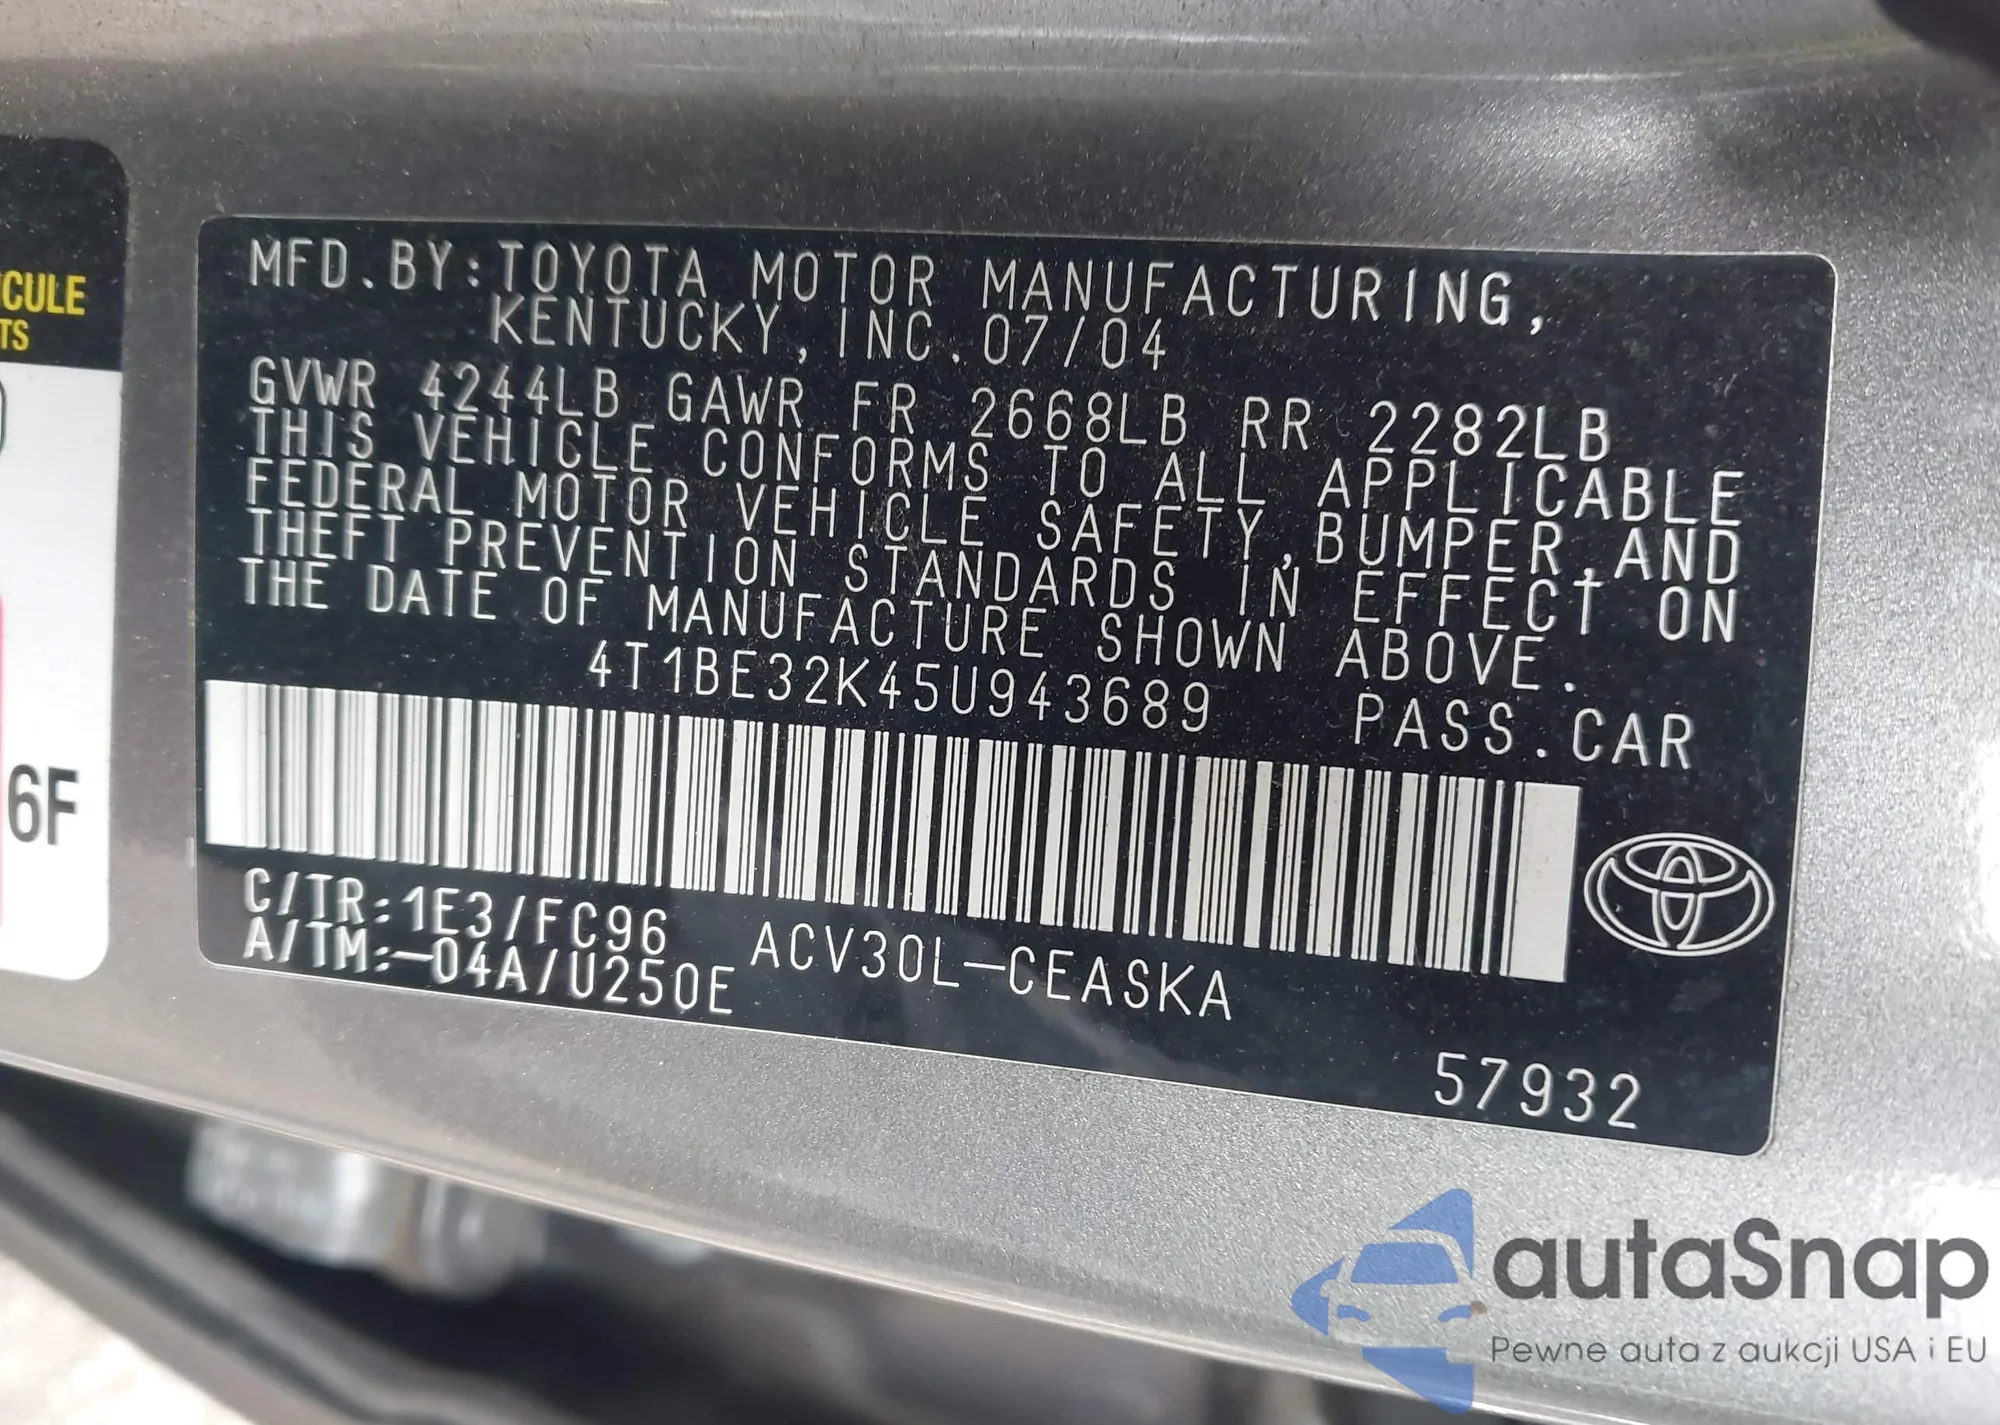 CULE
TS
6F
MFD.BY:TOYOTA MOTOR MANUFACTURING,
KENTUCKY,INC.07/04
GVWR 4244LB GAWR FR 2668LB RR 2282LB
THIS VEHICLE CONFORMS TO ALL APPLICABLE
FEDERAL MOTOR VEHICLE SAFETY,BUMPER,AND
THEFT PREVENTION STANDARDS IN EFFECT ON
THE DATE OF MANUFACTURE SHOWN ABOVE.
4T1BE32K45U943689 PASS.CAR
C/TR:1E3/FC96 ACV30L-CEASKA
A/TM:-04A/U250E
57932
autaSnap
Pewne auta z aukcji USA i EU